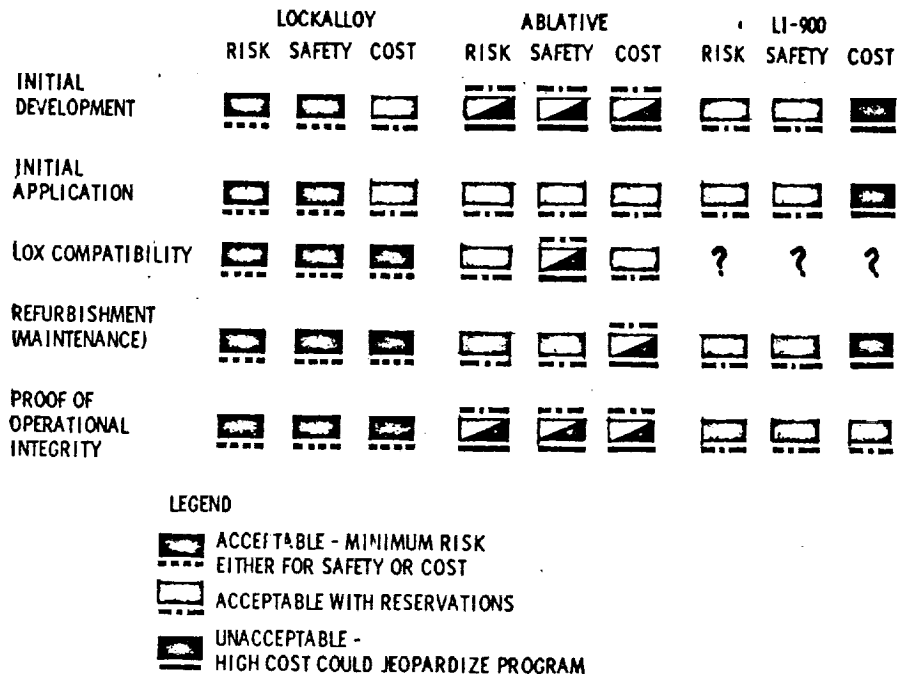 LOCKALLOY ABLATIVE LI-900
RISK SAFETY COST RISK SAFETY COST RISK SAFETY COST
INITIAL
DEVELOPMENT
INITIAL
APPLICATION
LOX COMPATIBILITY ? ? ?
REFURBISHMENT
(MAINTENANCE)
PROOF OF
OPERATIONAL
INTEGRITY
LEGEND
ACCEPTABLE - MINIMUM RISK
EITHER FOR SAFETY OR COST
ACCEPTABLE WITH RESERVATIONS
UNACCEPTABLE -
HIGH COST COULD JEOPARDIZE PROGRAM